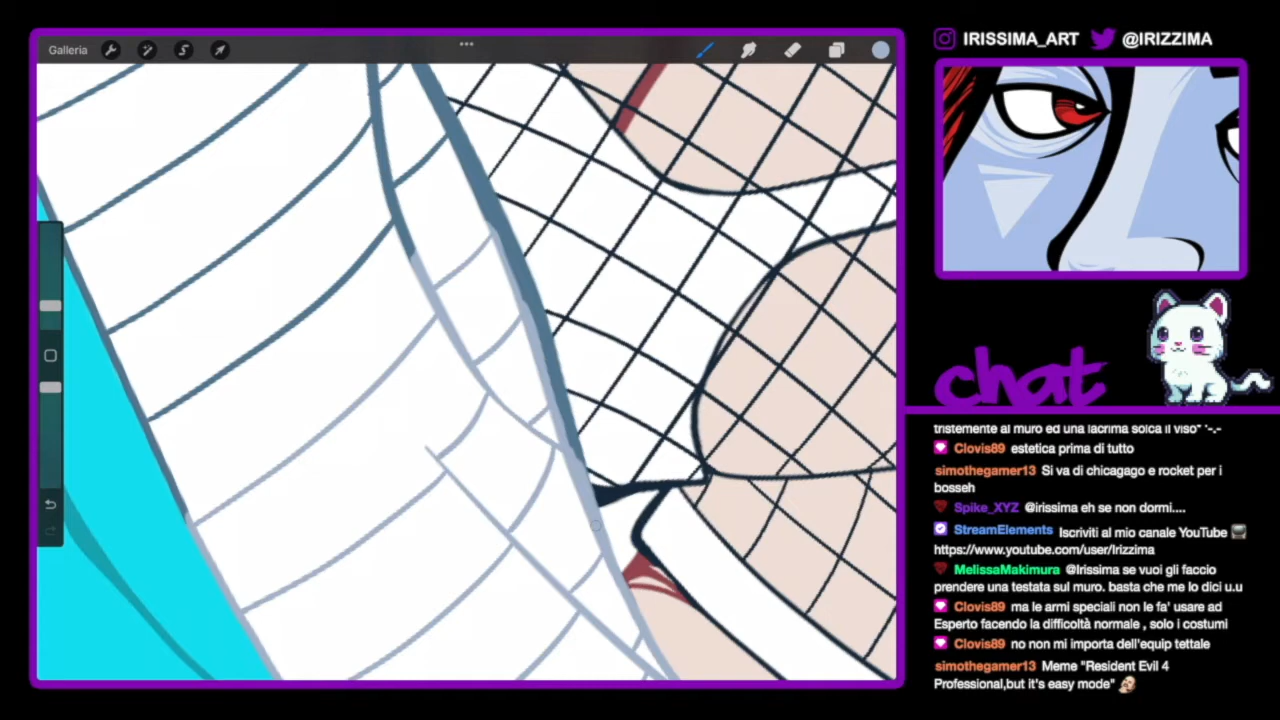 Galleria
IRISSIMA_ART @IRIZZIMA
chat
tristemente al muro ed una lacrima solca il viso" '-.-
Clovis89 estetica prima di tutto
simothegamer13 Si va di chicagago e rocket per i
bosseh
Spike_XYZ @irissima eh se non dormi....
StreamElements Iscriviti al mio canale YouTube
https://www.youtube.com/user/Irizzima
MelissaMakimura @Irissima se vuoi gli faccio
prendere una testata sul muro. basta che me lo dici u.u
Clovis89 ma le armi speciali non le fa' usare ad
Esperto facendo la difficoltà normale , solo i costumi
Clovis89 no non mi importa dell'equip tettale
simothegamer13 Meme "Resident Evil 4
Professional,but it's easy mode"